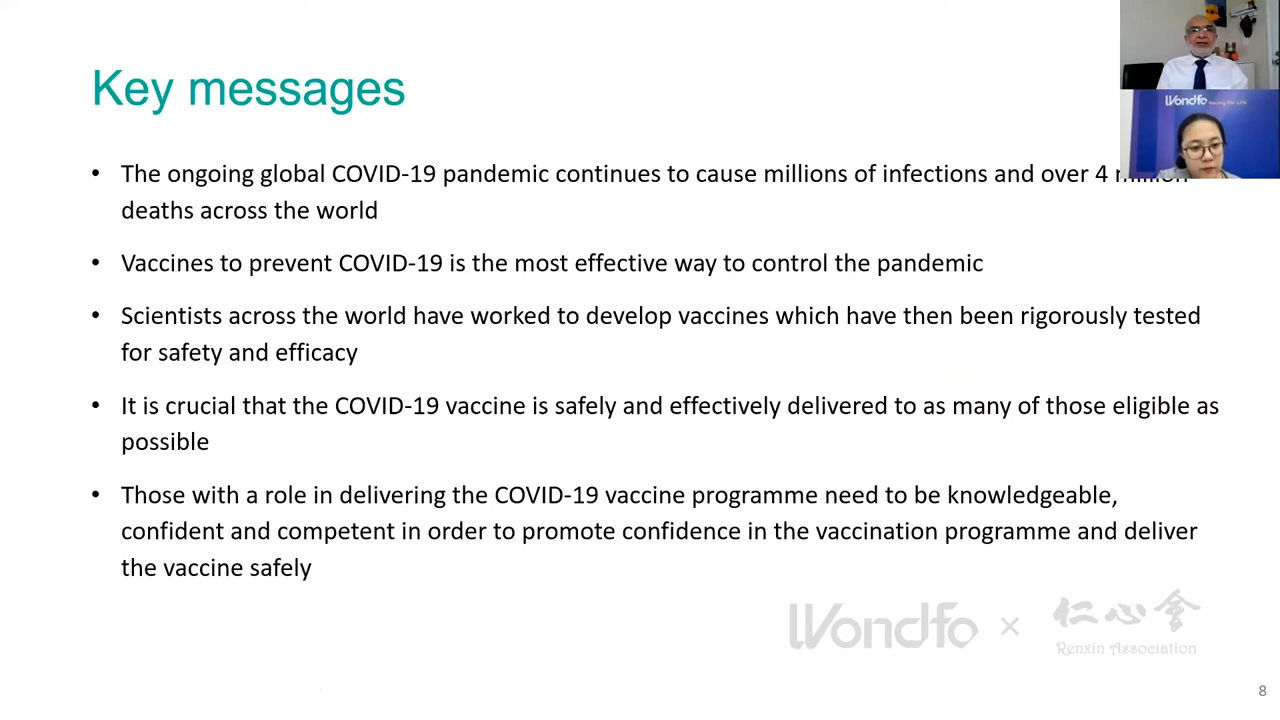 Key messages
• The ongoing global COVID-19 pandemic continues to cause millions of infections and over 4 million
deaths across the world
• Vaccines to prevent COVID-19 is the most effective way to control the pandemic
• Scientists across the world have worked to develop vaccines which have then been rigorously tested
for safety and efficacy
• It is crucial that the COVID-19 vaccine is safely and effectively delivered to as many of those eligible as
possible
• Those with a role in delivering the COVID-19 vaccine programme need to be knowledgeable,
confident and competent in order to promote confidence in the vaccination programme and deliver
the vaccine safely
Wondfo
Wondfo × 仁心會
Renxin Association
8